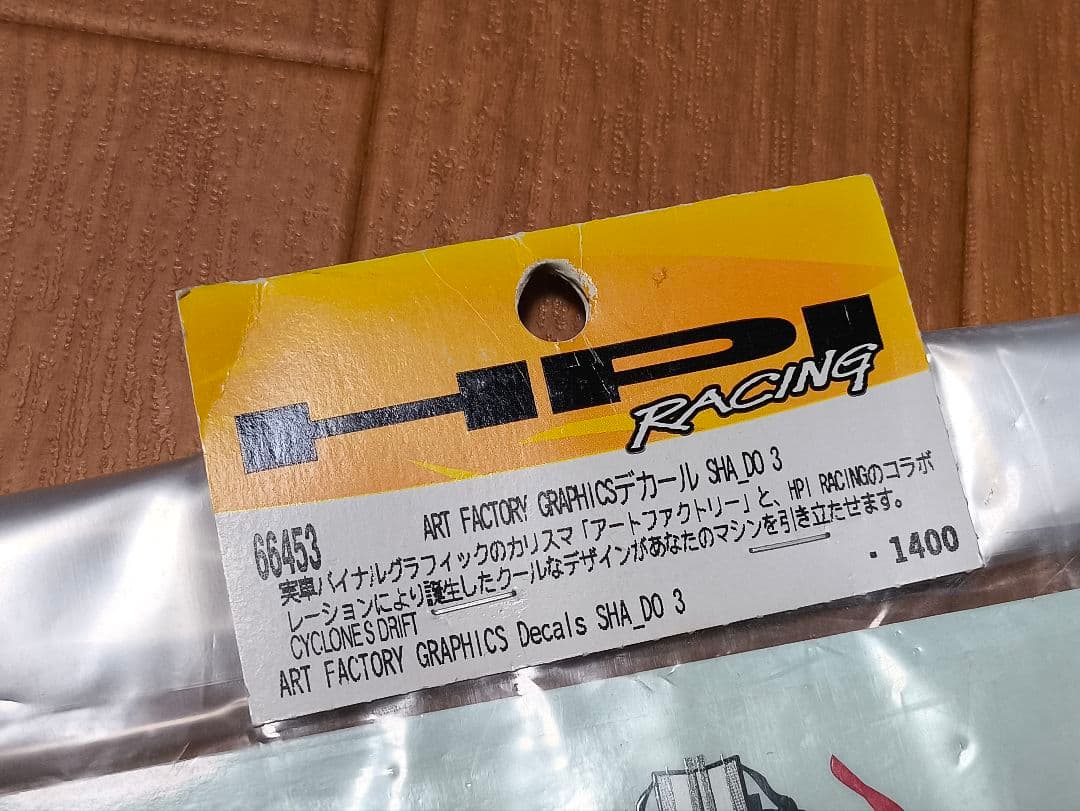 HPI
RACING
66453
ART FACTORY GRAPHICSデカール SHA_DO 3
実車バイナルグラフィックのカリスマ「アートファクトリー」と、HPI RACINGのコラボ
レーションにより誕生したクールなデザインがあなたのマシンを引き立たせます。
CYCLONE S DRIFT
・1400
ART FACTORY GRAPHICS Decals SHA_DO 3